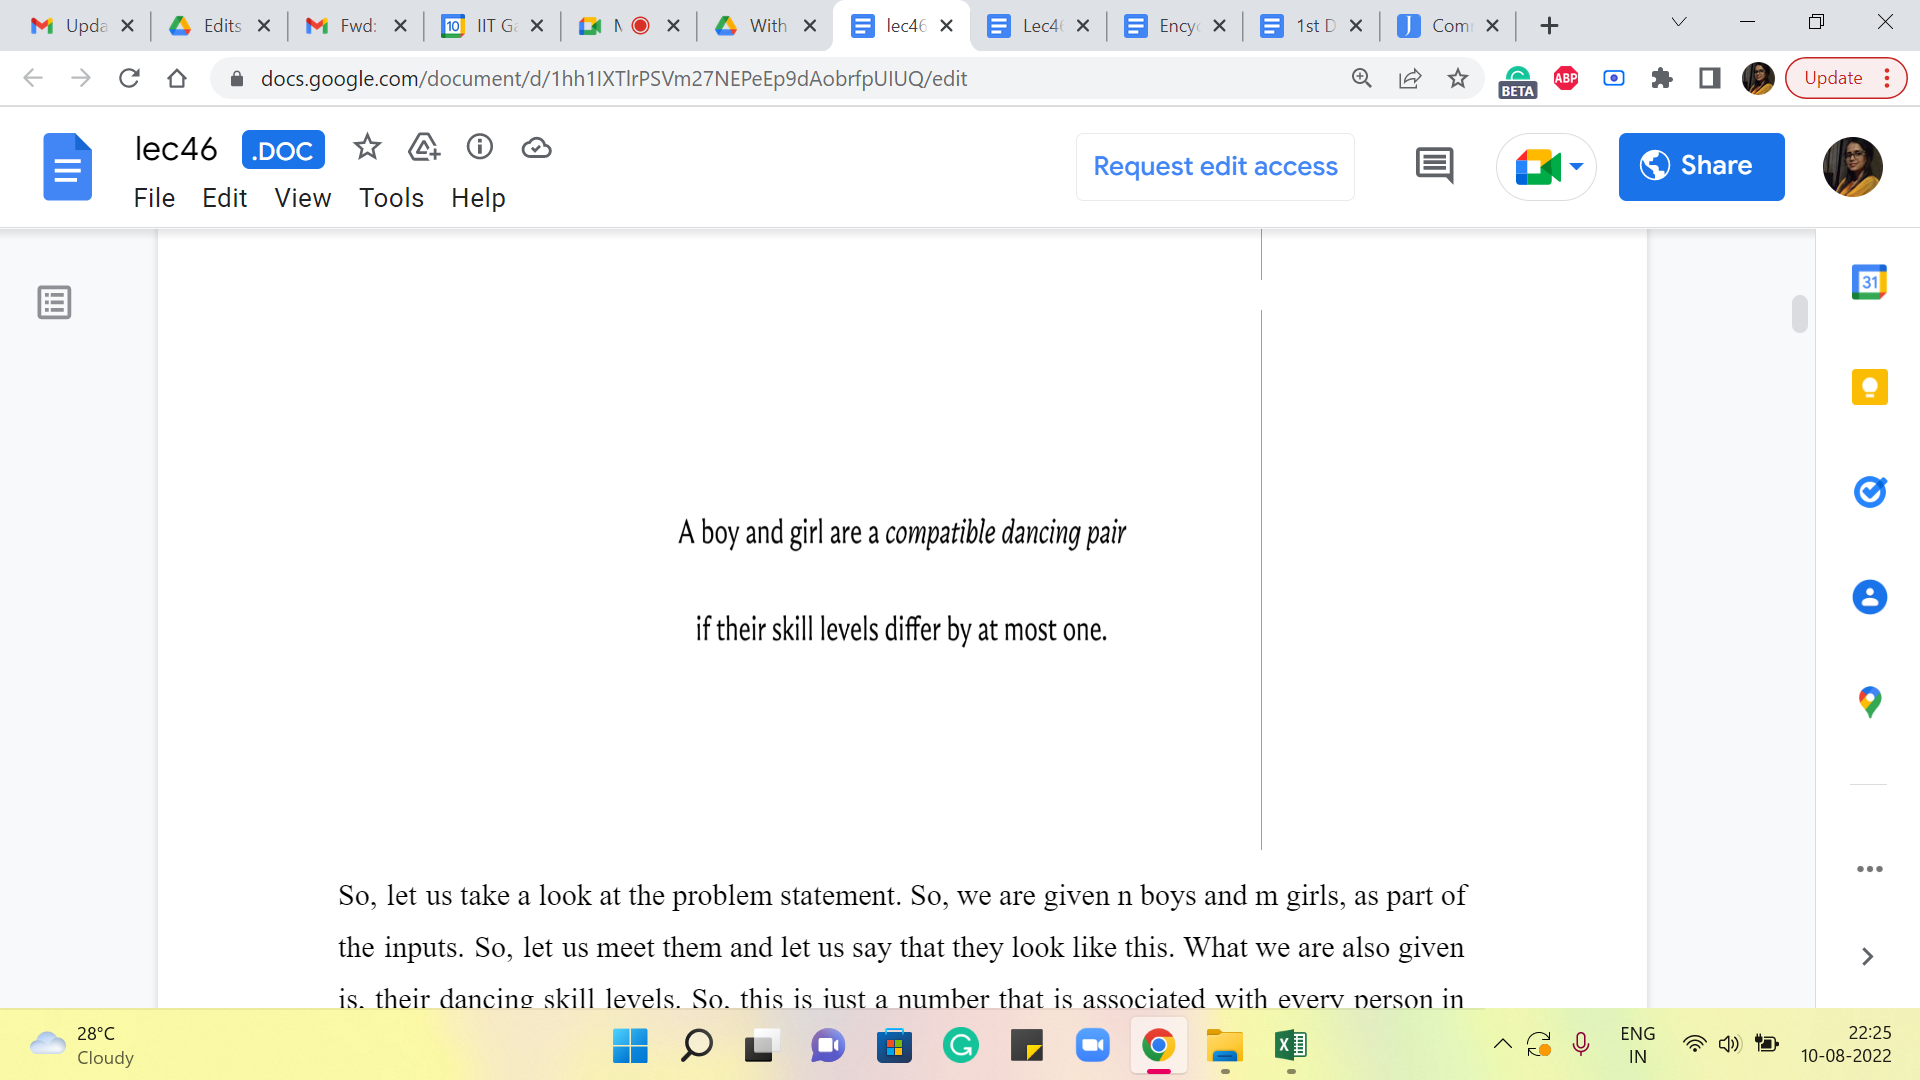 Upda Edits Fwd: 10 IIT Ga M With lec46 Lec46 Ency 1st D J Com
docs.google.com/document/d/1hh1IXTlrPSVm27NEPeEp9dAobrfpUIUQ/edit BETA ABP Update
lec46 .DOC
File Edit View Tools Help
Request edit access Share
31
A boy and girl are a compatible dancing pair
if their skill levels differ by at most one.
So, let us take a look at the problem statement. So, we are given n boys and m girls, as part of
the inputs. So, let us meet them and let us say that they look like this. What we are also given
is, their dancing skill levels. So, this is just a number that is associated with every person in
28°C
Cloudy
ENG
IN
22:25
10-08-2022